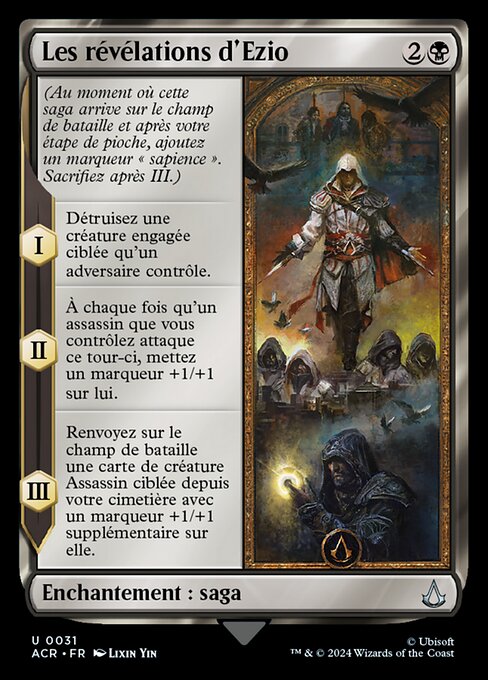 Les révélations d'Ezio 2
(Au moment où cette
saga arrive sur le champ
de bataille et après votre
étape de pioche, ajoutez
un marqueur « sapience ».
Sacrifiez après III.)
I
Détruisez une
créature engagée
ciblée qu'un
adversaire contrôle.
II
À chaque fois qu'un
assassin que vous
contrôlez attaque
ce tour-ci, mettez
un marqueur +1/+1
sur lui.
III
Renvoyez sur le
champ de bataille
une carte de créature
Assassin ciblée depuis
votre cimetière avec
un marqueur +1/+1
supplémentaire sur
elle.
Enchantement : saga
U 0031
ACR • FR Lixin Yin
© Ubisoft
™ & © 2024 Wizards of the Coast